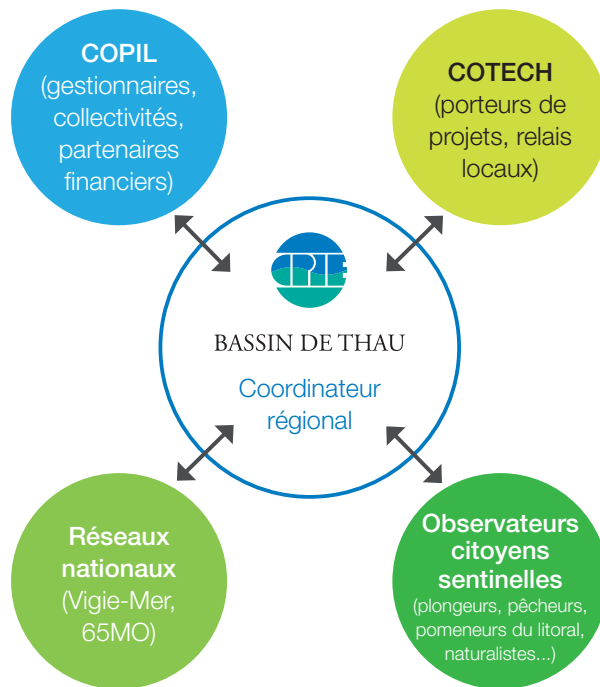 COPIL
(gestionnaires,
collectivités,
partenaires
financiers)
COTECH
(porteurs de
projets, relais
locaux)
CPIE
BASSIN DE THAU
Coordinateur
régional
Réseaux
nationaux
(Vigie-Mer,
65MO)
Observateurs
citoyens
sentinelles
(plongeurs, pêcheurs,
pomeneurs du litoral,
naturalistes...)